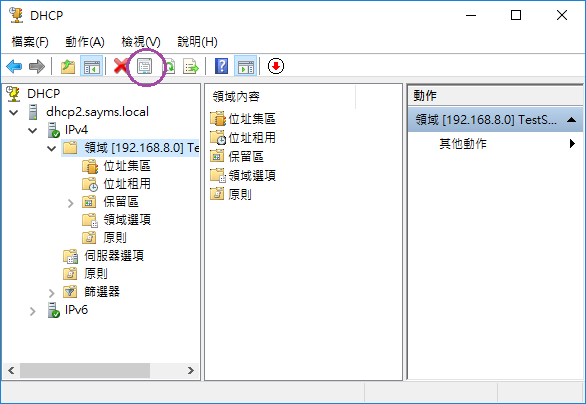 DHCP
檔案(F) 動作(A) 檢視(V) 說明(H)
DHCP
dhcp2.sayms.local
IPv4
領域 [192.168.8.0] Te
位址集區
位址租用
保留區
領域選項
原則
伺服器選項
原則
篩選器
IPv6
領域內容
位址集區
位址租用
保留區
領域選項
原則
動作
領域 [192.168.8.0] TestS...
其他動作